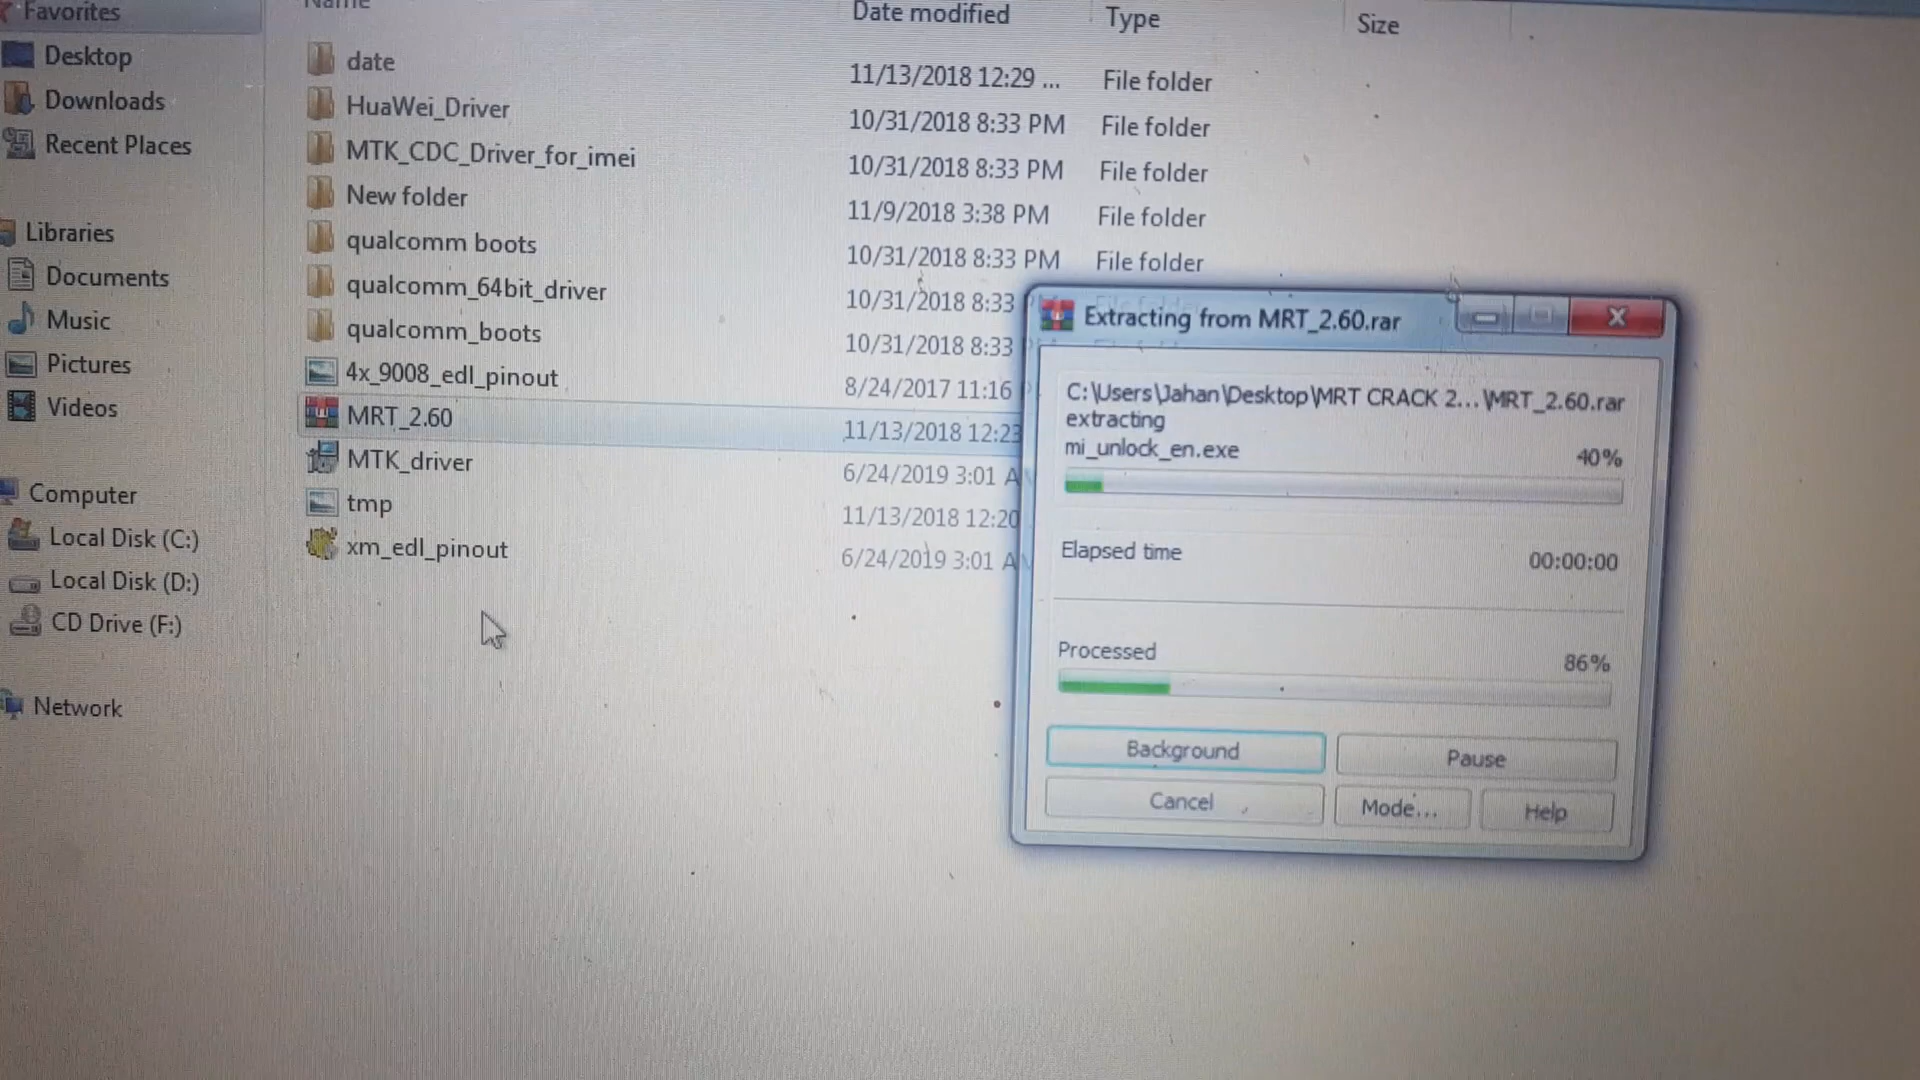 Favorites
Desktop
Downloads
Recent Places
Libraries
Documents
Music
Pictures
Videos
Computer
Local Disk (C:)
Local Disk (D:)
CD Drive (F:)
Network
Name Date modified Type Size
date 11/13/2018 12:29 ... File folder
HuaWei_Driver 10/31/2018 8:33 PM File folder
MTK_CDC_Driver_for_imei 10/31/2018 8:33 PM File folder
New folder 11/9/2018 3:38 PM File folder
qualcomm boots 10/31/2018 8:33 PM File folder
qualcomm_64bit_driver 10/31/2018 8:33
qualcomm_boots 10/31/2018 8:33
4x_9008_edl_pinout 8/24/2017 11:16
MRT_2.60 11/13/2018 12:23
MTK_driver 6/24/2019 3:01 A
tmp 11/13/2018 12:20
xm_edl_pinout 6/24/2019 3:01 A
Extracting from MRT_2.60.rar
C:\Users\Jahan\Desktop\MRT CRACK 2...\MRT_2.60.rar
extracting
mi_unlock_en.exe 40%
Elapsed time 00:00:00
Processed 86%
Background Pause
Cancel Mode... Help